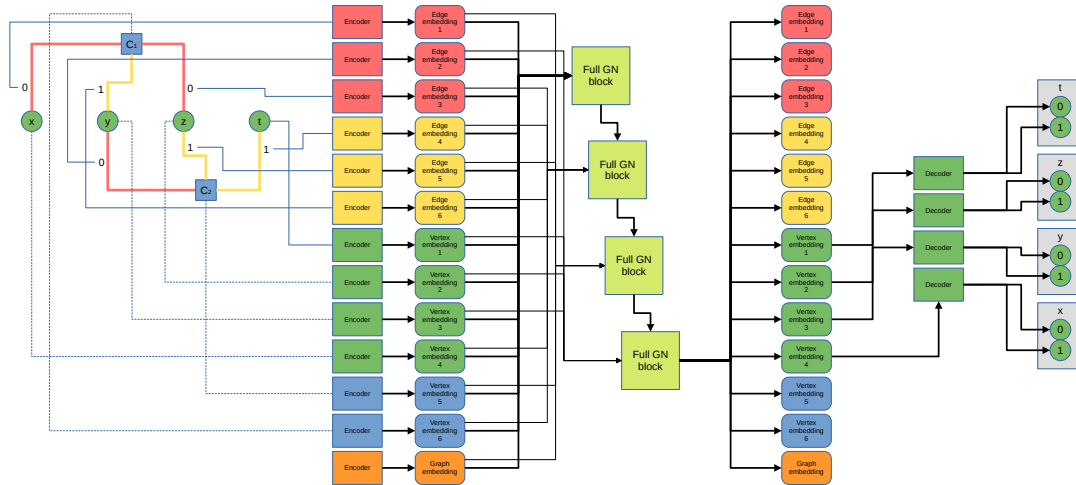 C₁
0
1
0
x
y
z
t
0
1
1
C₂
Encoder
Encoder
Encoder
Encoder
Encoder
Encoder
Encoder
Encoder
Encoder
Encoder
Encoder
Encoder
Encoder
Edge
embedding
1
Edge
embedding
2
Edge
embedding
3
Edge
embedding
4
Edge
embedding
5
Edge
embedding
6
Vertex
embedding
1
Vertex
embedding
2
Vertex
embedding
3
Vertex
embedding
4
Vertex
embedding
5
Vertex
embedding
6
Graph
embedding
Full GN
block
Full GN
block
Full GN
block
Full GN
block
Edge
embedding
1
Edge
embedding
2
Edge
embedding
3
Edge
embedding
4
Edge
embedding
5
Edge
embedding
6
Vertex
embedding
1
Vertex
embedding
2
Vertex
embedding
3
Vertex
embedding
4
Vertex
embedding
5
Vertex
embedding
6
Graph
embedding
Decoder
Decoder
Decoder
Decoder
t
0
1
z
0
1
y
0
1
x
0
1